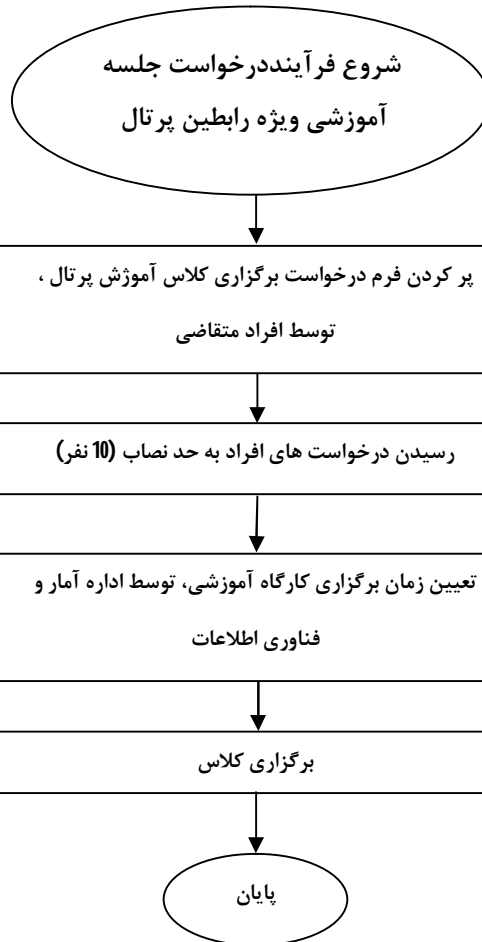 شروع فرآینددرخواست جلسه
آموزشی ویژه رابطین پرتال
پر کردن فرم درخواست برگزاری کلاس آموزش پرتال ،
توسط افراد متقاضی
رسیدن درخواست های افراد به حد نصاب (10 نفر)
تعیین زمان برگزاری کارگاه آموزشی، توسط اداره آمار و
فناوری اطلاعات
برگزاری کلاس
پایان